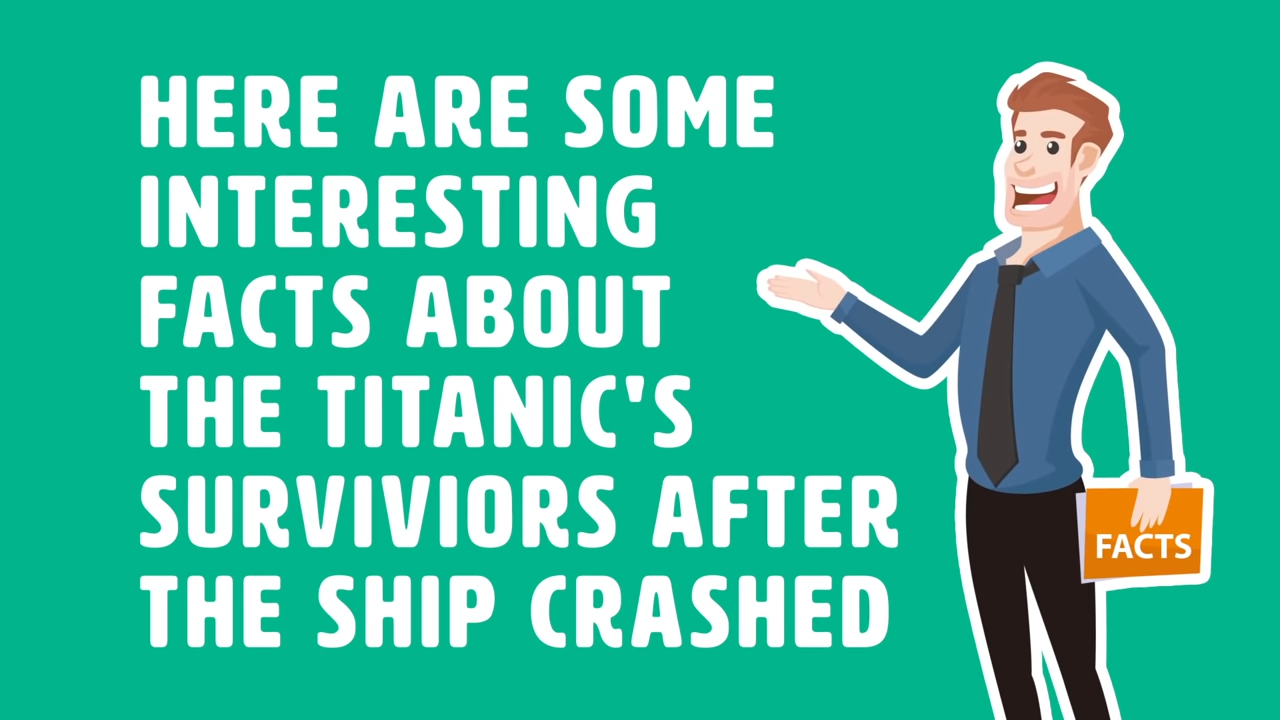 HERE ARE SOME
INTERESTING
FACTS ABOUT
THE TITANIC'S
SURVIVIORS AFTER
THE SHIP CRASHED
FACTS